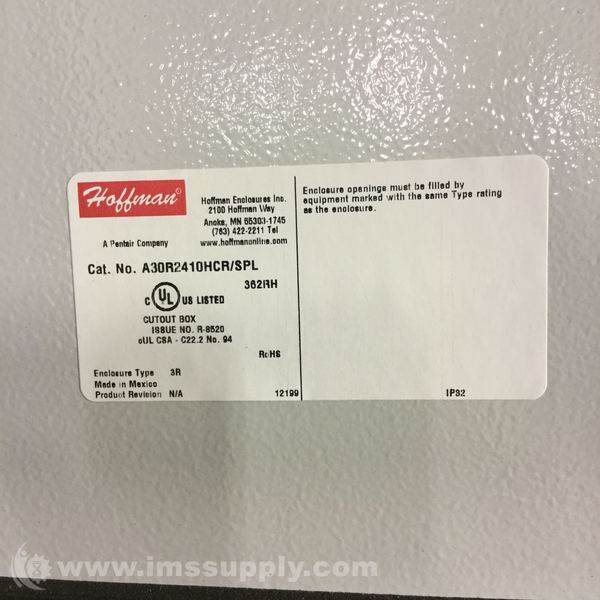 Hoffman®
A Pentair Company
Hoffman Enclosures Inc.
2100 Hoffman Way
Anoka, MN 55303-1745
(763) 422-2211 Tel
www.hoffmanonline.com
Cat. No. A30R2410HCR/SPL
362RH
C UL US LISTED
CUTOUT BOX
ISSUE NO. R-8520
cUL CSA - C22.2 No. 94
RoHS
Enclosure Type 3R
Made in Mexico
Product Revision N/A
12199
Enclosure openings must be filled by
equipment marked with the same Type rating
as the enclosure.
IP32
www.imssupply.com